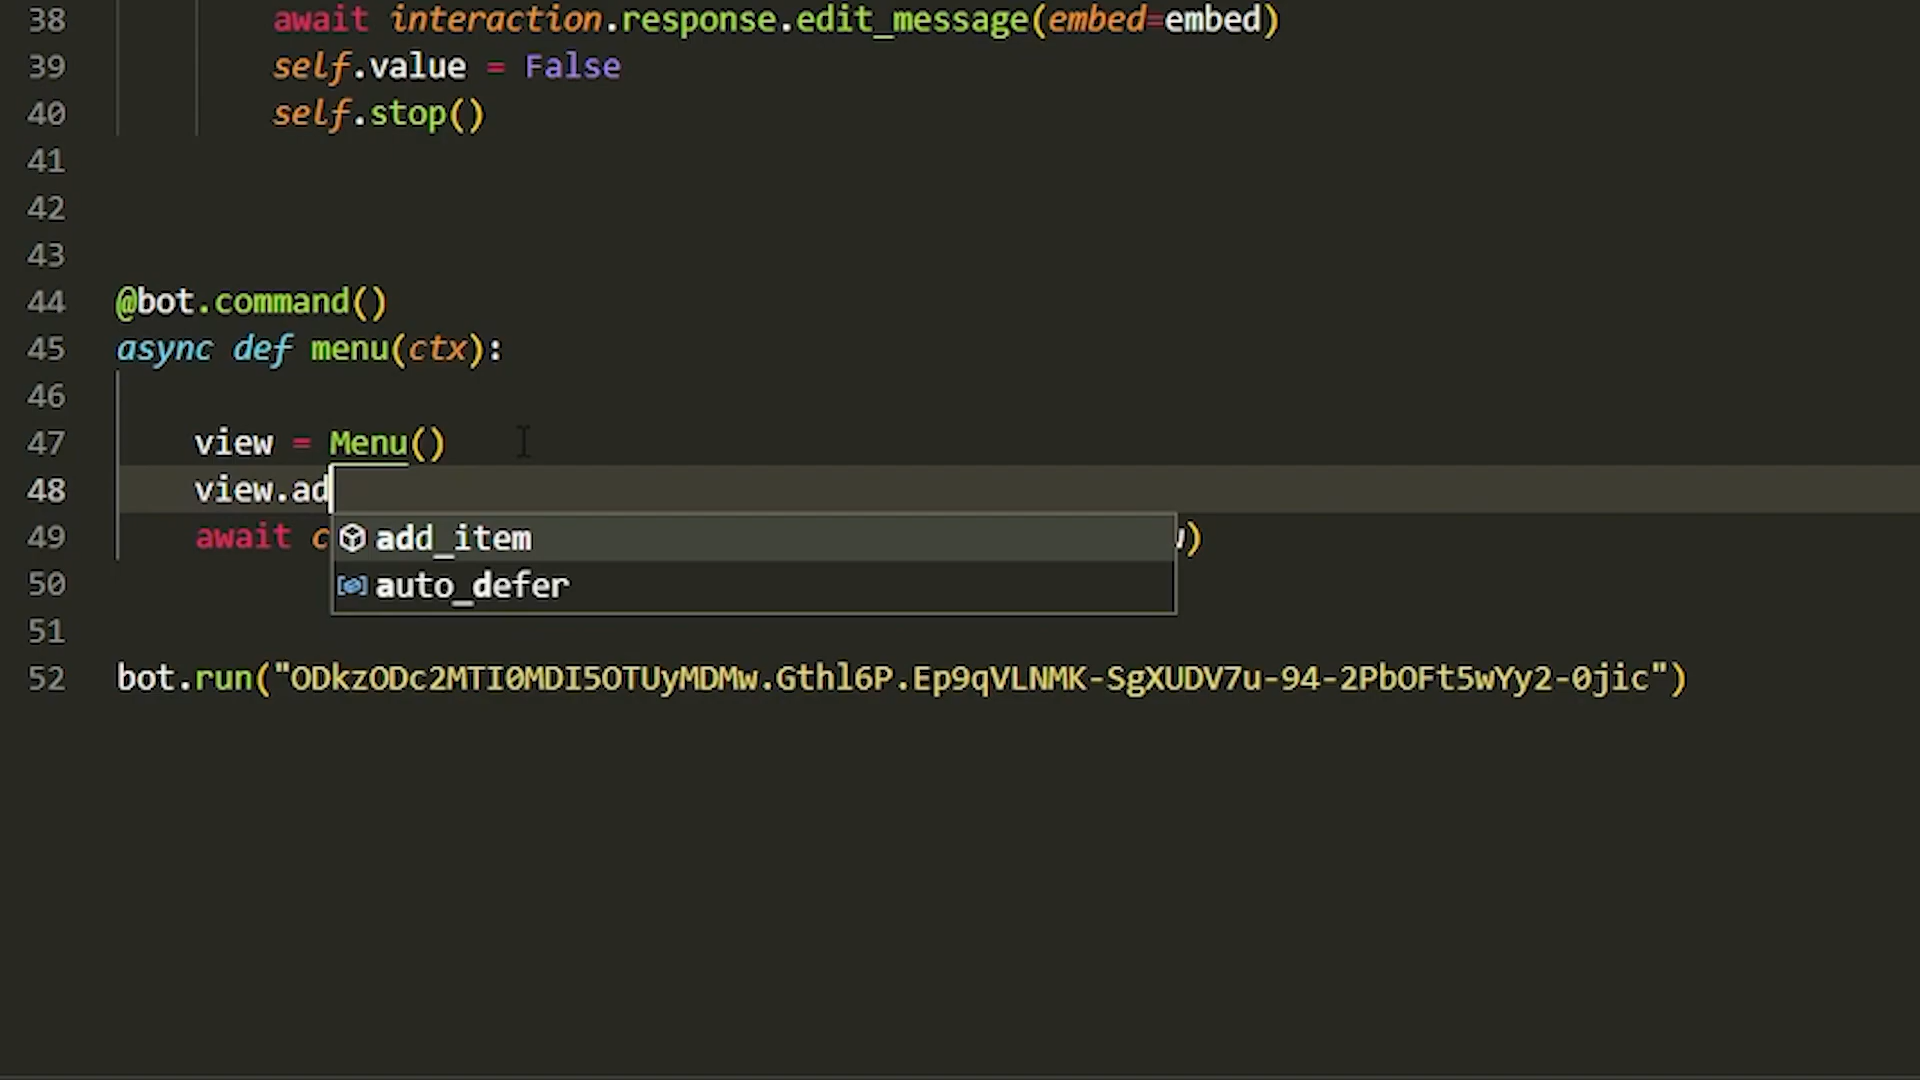 38 await interaction.response.edit_message(embed=embed)
39 self.value = False
40 self.stop()
41
42
43
44 @bot.command()
45 async def menu(ctx):
46
47 view = Menu()
48 view.ad
49 await c )
add_item
auto_defer
50
51
52 bot.run("ODkzODc2MTI0MDI5OTUyMDMw.Gthl6P.Ep9qVLNMK-SgXUDV7u-94-2PbOFt5wYy2-0jic")